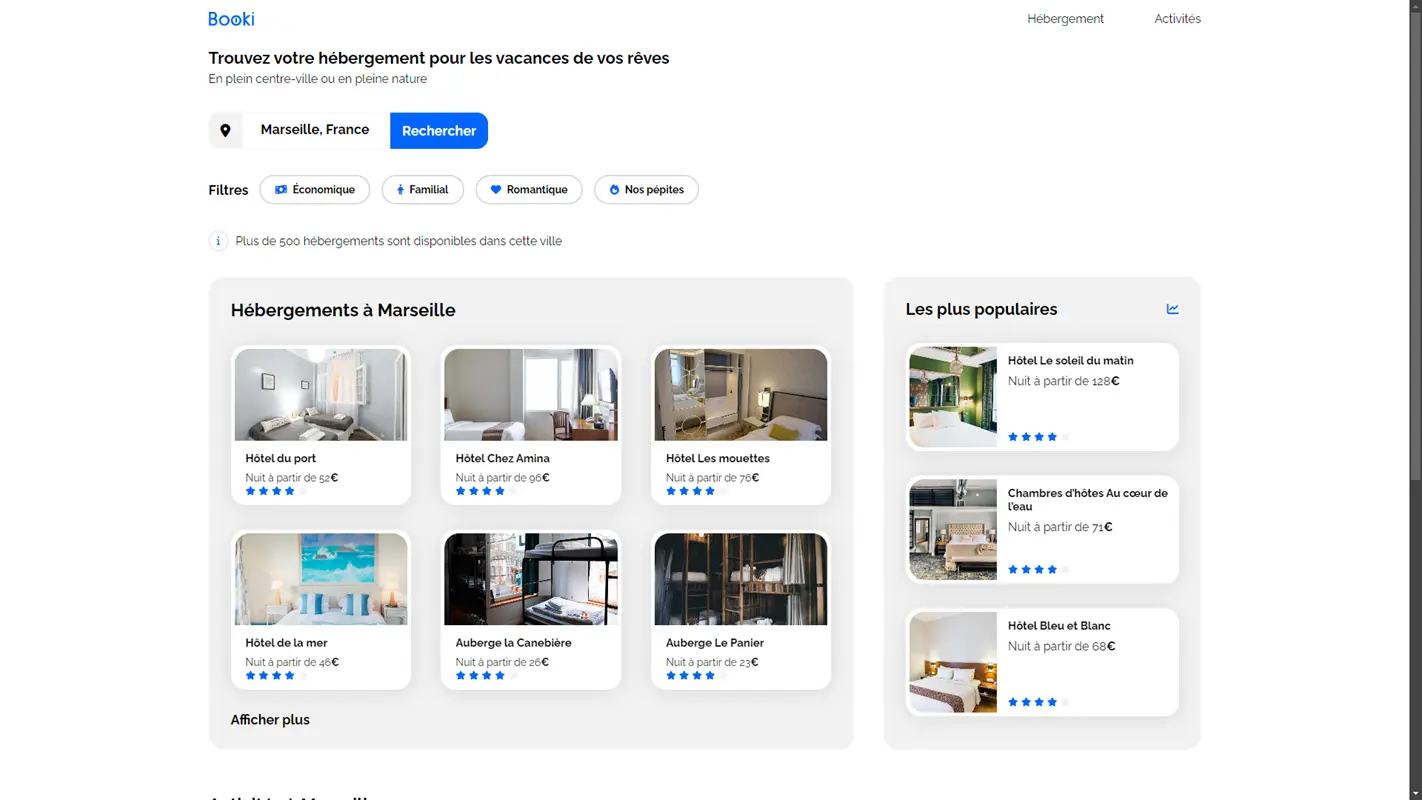 Booki
Hébergement
Activités
Trouvez votre hébergement pour les vacances de vos rêves
En plein centre-ville ou en pleine nature
Marseille, France
Rechercher
Filtres
Économique
Familial
Romantique
Nos pépites
Plus de 500 hébergements sont disponibles dans cette ville
Hébergements à Marseille
Hôtel du port
Nuit à partir de 52€
Hôtel Chez Amina
Nuit à partir de 96€
Hôtel Les mouettes
Nuit à partir de 76€
Hôtel de la mer
Nuit à partir de 46€
Auberge la Canebière
Nuit à partir de 26€
Auberge Le Panier
Nuit à partir de 23€
Afficher plus
Les plus populaires
Hôtel Le soleil du matin
Nuit à partir de 128€
Chambres d'hôtes Au cœur de
l'eau
Nuit à partir de 71€
Hôtel Bleu et Blanc
Nuit à partir de 68€